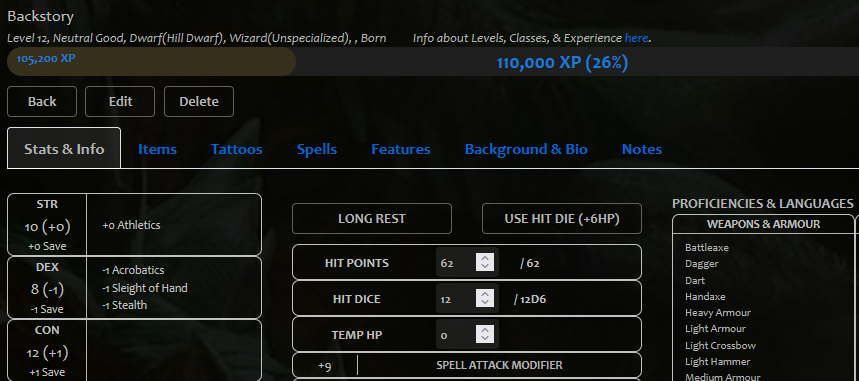 Backstory
Level 12, Neutral Good, Dwarf(Hill Dwarf), Wizard(Unspecialized), , Born Info about Levels, Classes, & Experience here.
105,200 XP 110,000 XP (26%)
Back Edit Delete
Stats & Info Items Tattoos Spells Features Background & Bio Notes
STR
10 (+0)
+0 Save
+0 Athletics
DEX
8 (-1)
-1 Save
-1 Acrobatics
-1 Sleight of Hand
-1 Stealth
CON
12 (+1)
+1 Save
LONG REST USE HIT DIE (+6HP)
HIT POINTS 62 / 62
HIT DICE 12 / 12D6
TEMP HP 0
+9 SPELL ATTACK MODIFIER
PROFICIENCIES & LANGUAGES
WEAPONS & ARMOUR
Battleaxe
Dagger
Dart
Handaxe
Heavy Armour
Light Armour
Light Crossbow
Light Hammer
Medium Armour